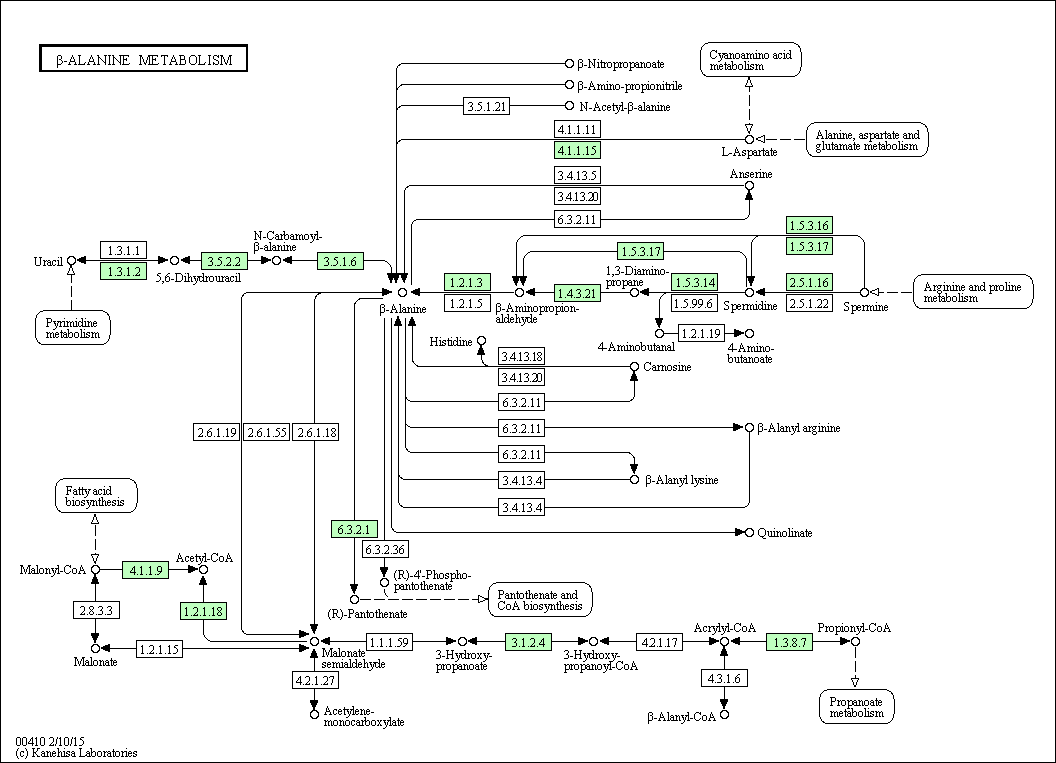 β-ALANINE METABOLISM
β-Nitropropanoate
β-Amino-propionitrile
3.5.1.21
N-Acetyl-β-alanine
Cyanoamino acid
metabolism
4.1.1.11
4.1.1.15
L-Aspartate
Alanine, aspartate and
glutamate metabolism
3.4.13.5
3.4.13.20
6.3.2.11
Anserine
Uracil
1.3.1.1
1.3.1.2
5,6-Dihydrouracil
3.5.2.2
N-Carbamoyl-
β-alanine
3.5.1.6
1.5.3.16
1.5.3.17
1.5.3.17
Pyrimidine
metabolism
β-Alanine
1.2.1.3
1.2.1.5
β-Aminopropion-
aldehyde
1.4.3.21
1,3-Diamino-
propane
1.5.3.14
1.5.99.6
Spermidine
2.5.1.16
2.5.1.22
Spermine
Arginine and proline
metabolism
4-Aminobutanal
1.2.1.19
4-Amino-
butanoate
Histidine
3.4.13.18
3.4.13.20
Carnosine
6.3.2.11
2.6.1.19
2.6.1.55
2.6.1.18
6.3.2.11
β-Alanyl arginine
6.3.2.11
3.4.13.4
β-Alanyl lysine
3.4.13.4
Fatty acid
biosynthesis
6.3.2.1
6.3.2.36
Quinolinate
Malonyl-CoA
4.1.1.9
Acetyl-CoA
(R)-4'-Phospho-
pantothenate
2.8.3.3
1.2.1.18
(R)-Pantothenate
Pantothenate and
CoA biosynthesis
Malonate
1.2.1.15
Malonate
semialdehyde
1.1.1.59
3-Hydroxy-
propanoate
3.1.2.4
3-Hydroxy-
propanoyl-CoA
4.2.1.17
Acrylyl-CoA
1.3.8.7
Propionyl-CoA
4.2.1.27
Acetylene-
monocarboxylate
4.3.1.6
β-Alanyl-CoA
Propanoate
metabolism
00410 2/10/15
(c) Kanehisa Laboratories